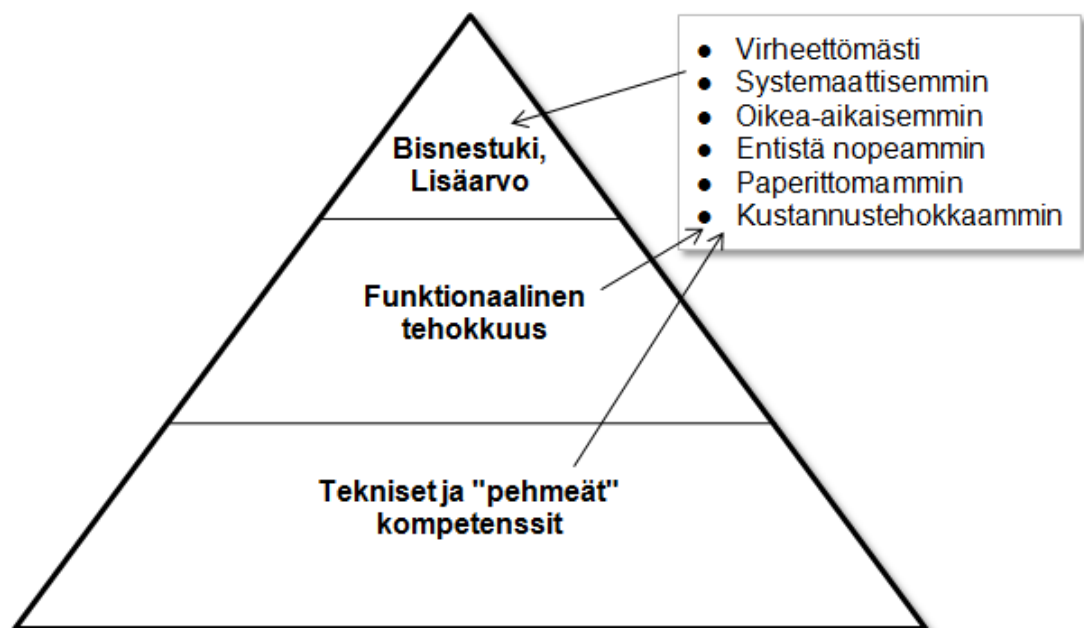 Bisnestuki,
Lisäarvo
Funktionaalinen
tehokkuus
Tekniset ja "pehmeät"
kompetenssit
● Virheettömästi
● Systemaattisemmin
● Oikea-aikaisemmin
● Entistä nopeammin
● Paperittomammin
● Kustannustehokkaammin